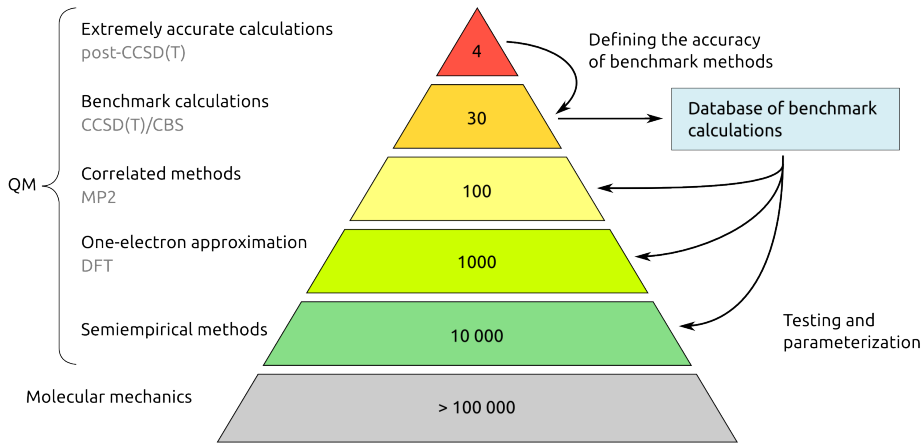 Extremely accurate calculations
post-CCSD(T)
4
Defining the accuracy
of benchmark methods
Benchmark calculations
CCSD(T)/CBS
30
Database of benchmark
calculations
QM
Correlated methods
MP2
100
One-electron approximation
DFT
1000
Semiempirical methods
10 000
Testing and
parameterization
Molecular mechanics
> 100 000